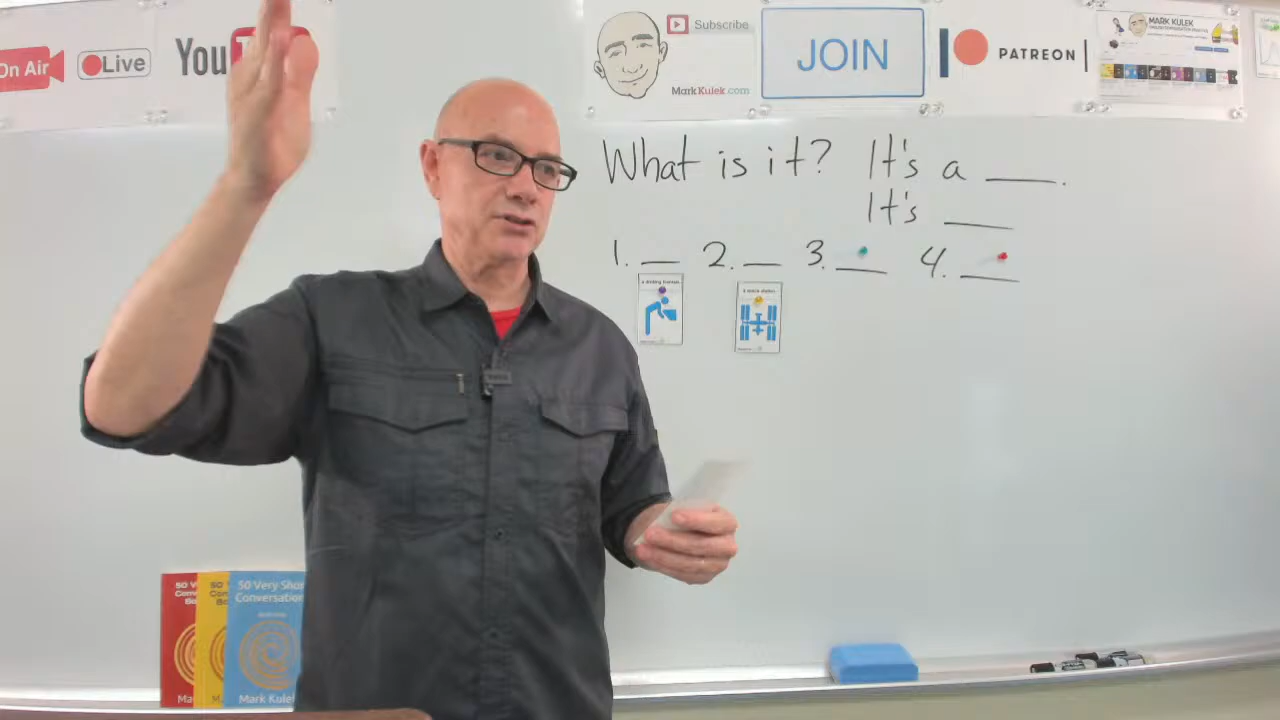 On Air
Live
You
Subscribe
MarkKulek.com
JOIN
PATREON
MARK KULEK
What is it? It's a ___.
It's ___
1. ___ 2. ___ 3. ___ 4. ___
a drinking fountain
a space station
50 Very Short
Conversation
Mark Kulek